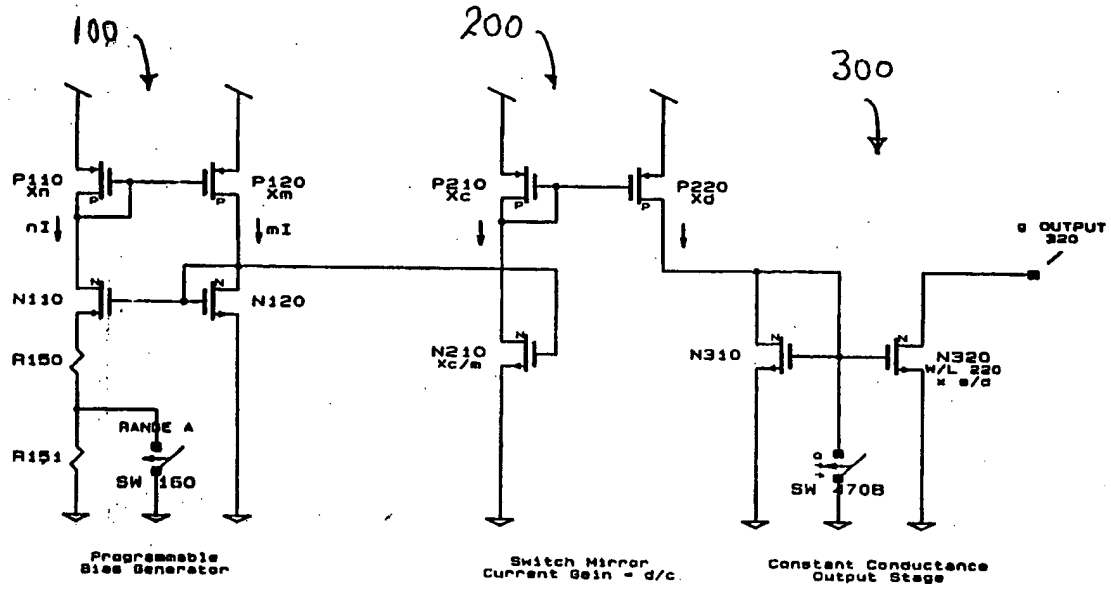 100
200
300
P110
Xn
P
P120
Xm
P
P210
Xc
P
P220
Xd
P
nI
mI
g OUTPUT
320
N110
N
N120
N
N210
Xc/m
N
N310
N
N320
W/L 220
x e/d
N
R150
R151
RANGE A
SW 160
SW 470B
Programmable
Bias Generator
Switch Mirror
Current Gain = d/c
Constant Conductance
Output Stage